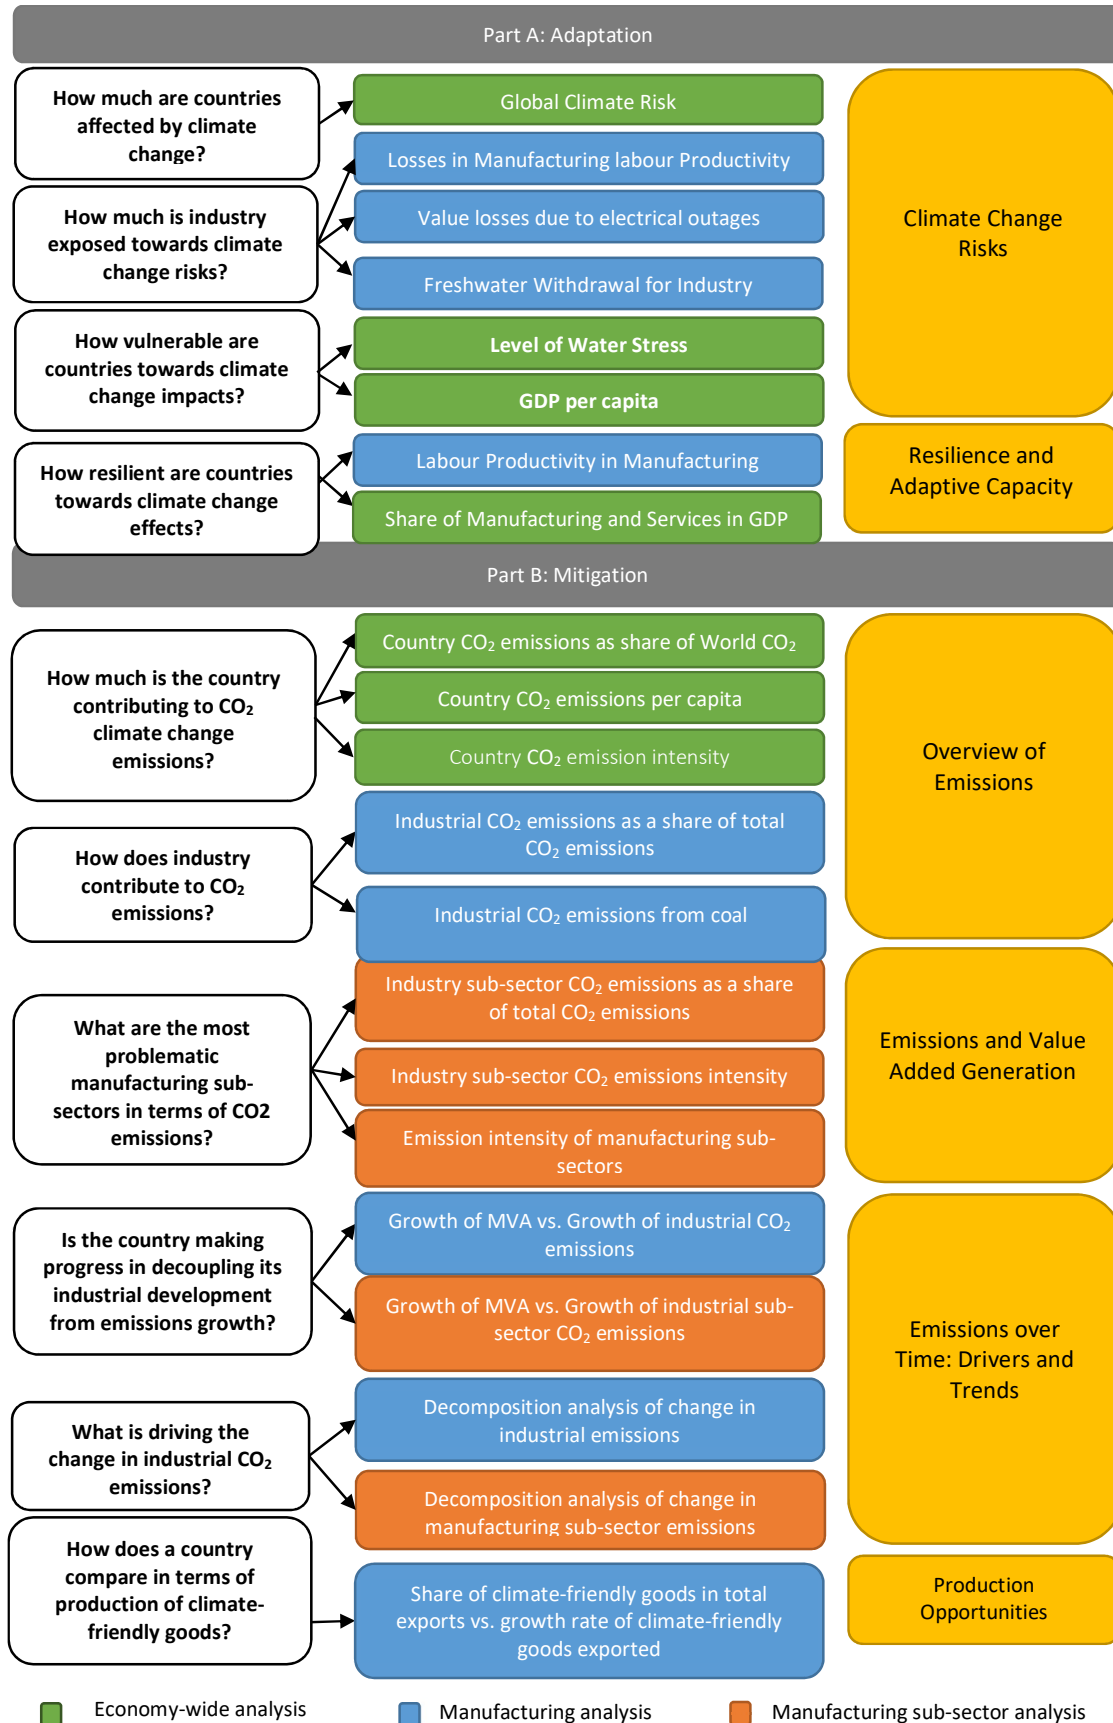 Part A: Adaptation
How much are countries
affected by climate
change?
Global Climate Risk
How much is industry
exposed towards climate
change risks?
Losses in Manufacturing labour Productivity
Value losses due to electrical outages
Freshwater Withdrawal for Industry
How vulnerable are
countries towards climate
change impacts?
Level of Water Stress
GDP per capita
Climate Change
Risks
How resilient are countries
towards climate change
effects?
Labour Productivity in Manufacturing
Share of Manufacturing and Services in GDP
Resilience and
Adaptive Capacity
Part B: Mitigation
How much is the country
contributing to CO₂
climate change
emissions?
Country CO₂ emissions as share of World CO₂
Country CO₂ emissions per capita
Country CO₂ emission intensity
How does industry
contribute to CO₂
emissions?
Industrial CO₂ emissions as a share of total
CO₂ emissions
Industrial CO₂ emissions from coal
Overview of
Emissions
What are the most
problematic
manufacturing sub-
sectors in terms of CO2
emissions?
Industry sub-sector CO₂ emissions as a share
of total CO₂ emissions
Industry sub-sector CO₂ emissions intensity
Emission intensity of manufacturing sub-
sectors
Emissions and Value
Added Generation
Is the country making
progress in decoupling its
industrial development
from emissions growth?
Growth of MVA vs. Growth of industrial CO₂
emissions
Growth of MVA vs. Growth of industrial sub-
sector CO₂ emissions
What is driving the
change in industrial CO₂
emissions?
Decomposition analysis of change in
industrial emissions
Decomposition analysis of change in
manufacturing sub-sector emissions
Emissions over
Time: Drivers and
Trends
How does a country
compare in terms of
production of climate-
friendly goods?
Share of climate-friendly goods in total
exports vs. growth rate of climate-friendly
goods exported
Production
Opportunities
Economy-wide analysis
Manufacturing analysis
Manufacturing sub-sector analysis